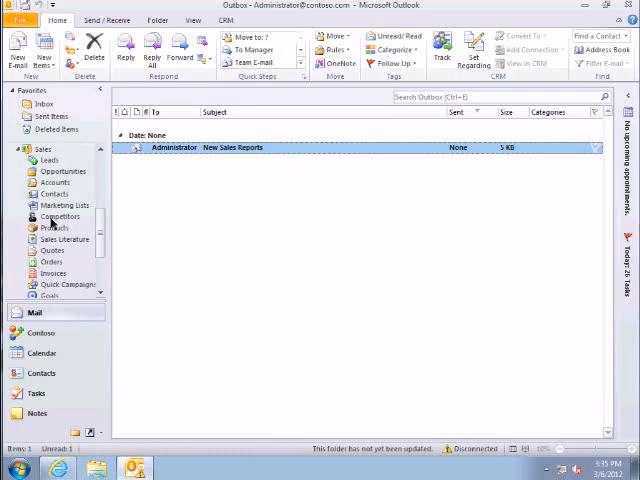 Outbox - Administrator@contoso.com - Microsoft Outlook
File Home Send / Receive Folder View CRM
New E-mail
New Items
Delete
Reply
Reply All
Forward
Move to: ?
To Manager
Team E-mail
Move
Rules
OneNote
Unread/ Read
Categorize
Follow Up
Track
Set Regarding
Convert To
Add Connection
View in CRM
Find a Contact
Address Book
Filter E-mail
New Delete Respond Quick Steps Move Tags CRM Find
Favorites
Inbox
Sent Items
Deleted Items
Sales
Leads
Opportunities
Accounts
Contacts
Marketing Lists
Competitors
Products
Sales Literature
Quotes
Orders
Invoices
Quick Campaigns
Goals
Mail
Contoso
Calendar
Contacts
Tasks
Notes
Search Outbox (Ctrl+E)
To Subject Sent Size Categories
Date: None
Administrator New Sales Reports None 5 KB
No upcoming appointments.
Today: 26 Tasks
Items: 1 Unread: 1 This folder has not yet been updated. Disconnected 10%
3:35 PM
3/6/2012